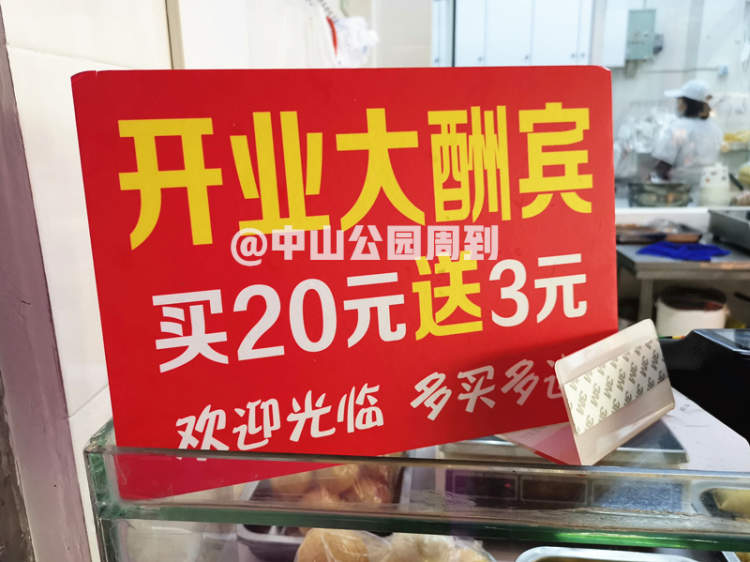 开业大酬宾
@中山公园周到
买20元送3元
欢迎光临 多买多